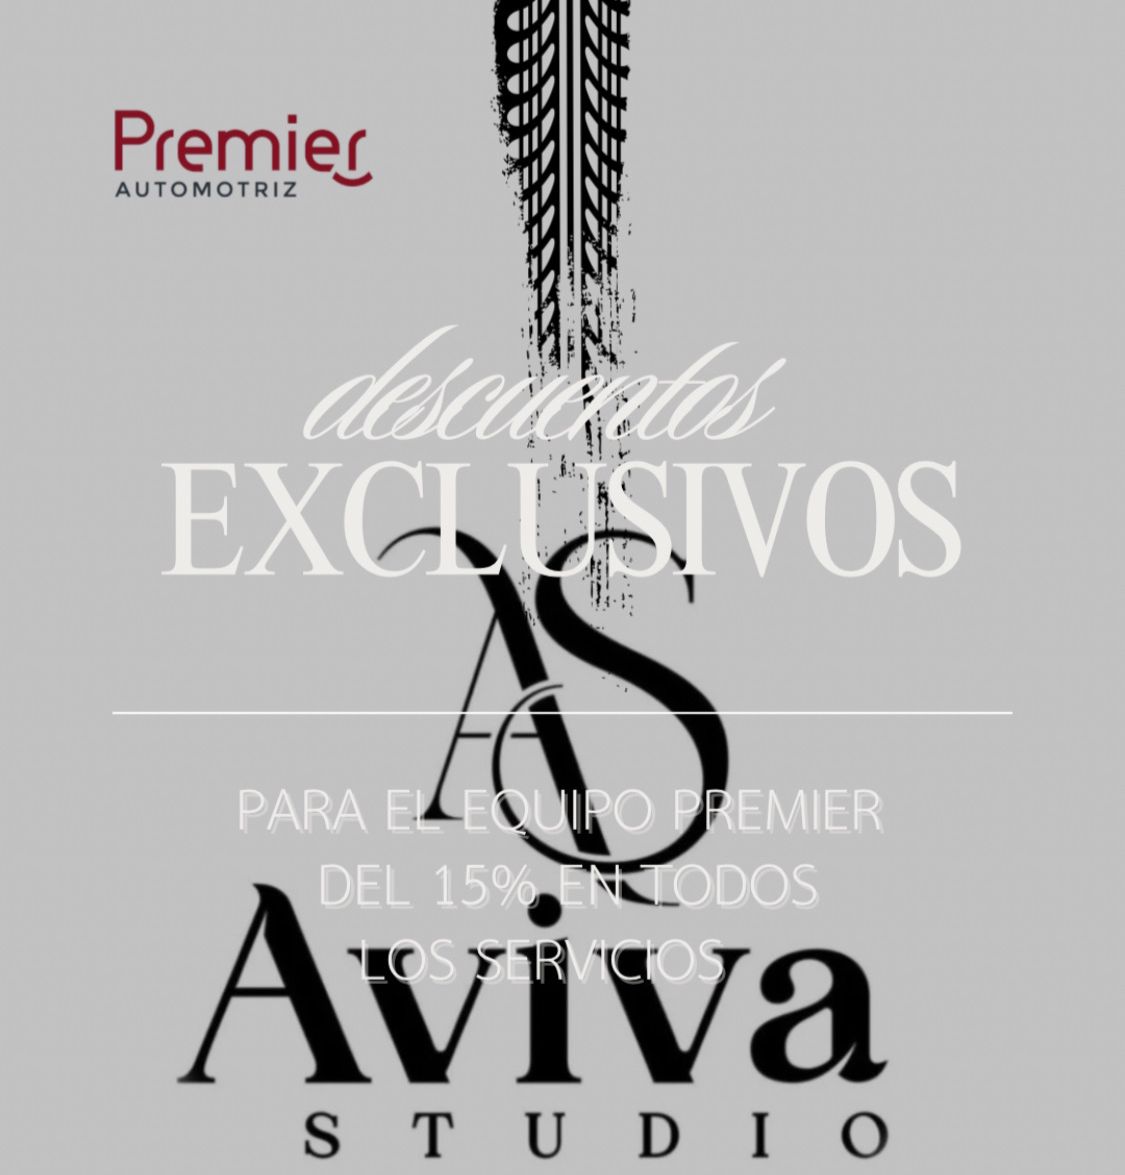 Premier
AUTOMOTRIZ
descuentos
EXCLUSIVOS
AS
PARA EL EQUIPO PREMIER
DEL 15% EN TODOS
LOS SERVICIOS
Aviva
STUDIO